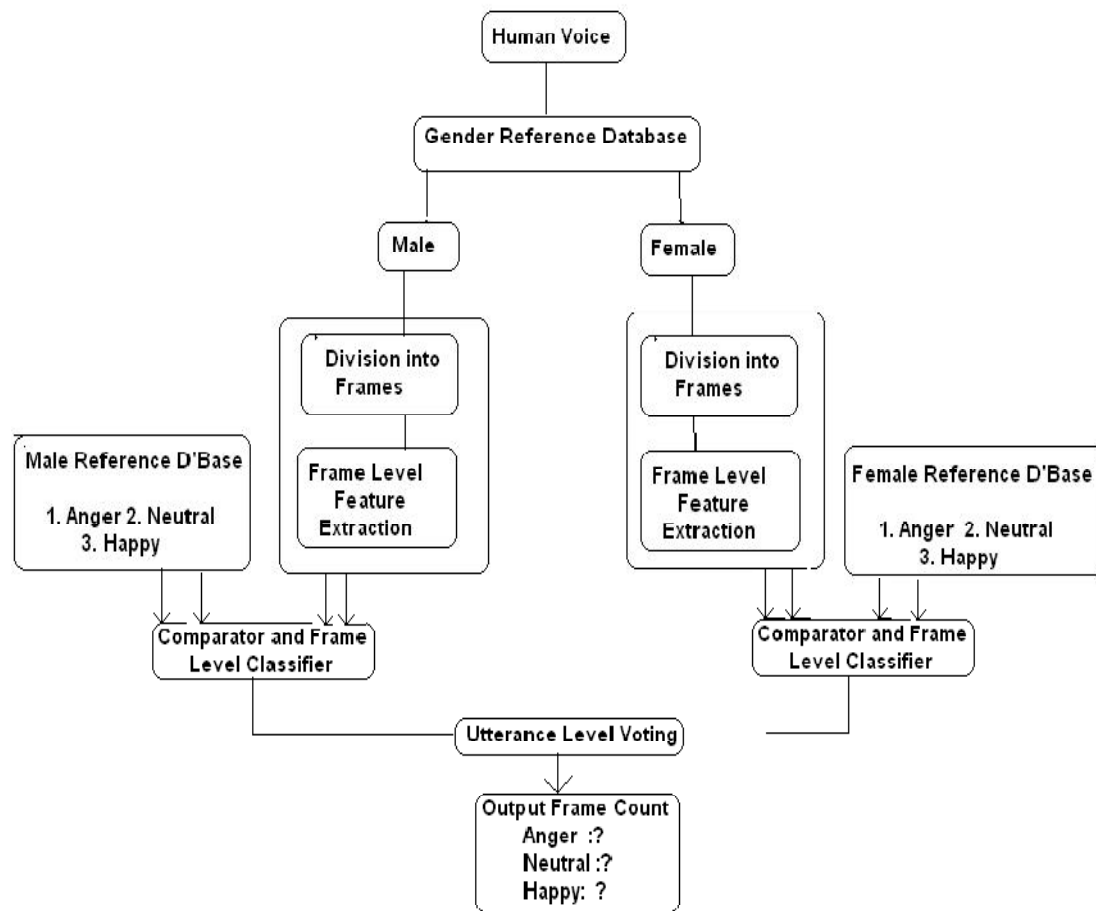 Human Voice
Gender Reference Database
Male
Female
Division into
Frames
Division into
Frames
Male Reference D'Base
1. Anger 2. Neutral
3. Happy
Frame Level
Feature
Extraction
Frame Level
Feature
Extraction
Female Reference D'Base
1. Anger 2. Neutral
3. Happy
Comparator and Frame
Level Classifier
Comparator and Frame
Level Classifier
Utterance Level Voting
Output Frame Count
Anger :?
Neutral :?
Happy: ?